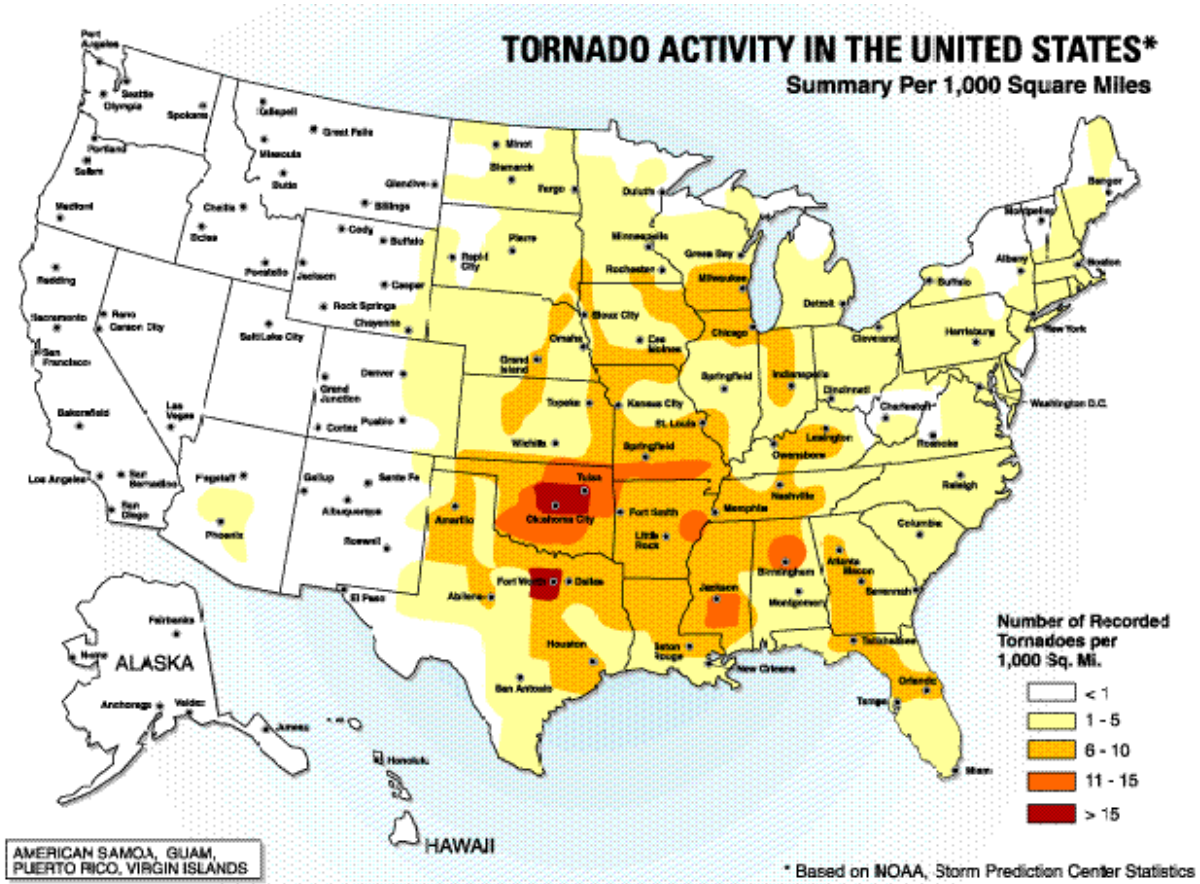 TORNADO ACTIVITY IN THE UNITED STATES*
Summary Per 1,000 Square Miles
Port
Angeles
Seattle
Olympia
Spokane
Portland
Salem
Medford
Kalispell
Great Falls
Missoula
Butte
Glendive
Billings
Challis
Boise
Pocatello
Cody
Buffalo
Jackson
Casper
Rock Springs
Cheyenne
Minot
Bismarck
Fargo
Duluth
Rapid
City
Pierre
Minneapolis
Rochester
Green Bay
Milwaukee
Bangor
Montpelier
Albany
Boston
Buffalo
Detroit
Redding
Sacramento
San
Francisco
Reno
Carson City
Salt Lake City
Las
Vegas
Bakersfield
Los Angeles
San
Bernadino
San
Diego
Denver
Grand
Junction
Pueblo
Cortez
Omaha
Grand
Island
Sioux City
Des
Moines
Chicago
Cleveland
Harrisburg
New York
Washington D.C.
Topeka
Kansas City
Wichita
Springfield
St. Louis
Springfield
Indianapolis
Cincinnati
Charleston
Roanoke
Lexington
Owensboro
Flagstaff
Phoenix
Gallup
Santa Fe
Albuquerque
Roswell
El Paso
Amarillo
Tulsa
Oklahoma City
Fort Smith
Little
Rock
Memphis
Nashville
Raleigh
Columbia
Fort Worth
Dallas
Abilene
Houston
San Antonio
Jackson
Birmingham
Montgomery
Atlanta
Macon
Savannah
Baton
Rouge
New Orleans
Tallahassee
Orlando
Tampa
Miami
Fairbanks
Nome
ALASKA
Anchorage
Valdez
Juneau
Honolulu
HAWAII
Number of Recorded
Tornadoes per
1,000 Sq. Mi.
< 1
1 - 5
6 - 10
11 - 15
> 15
AMERICAN SAMOA, GUAM,
PUERTO RICO, VIRGIN ISLANDS
* Based on NOAA, Storm Prediction Center Statistics